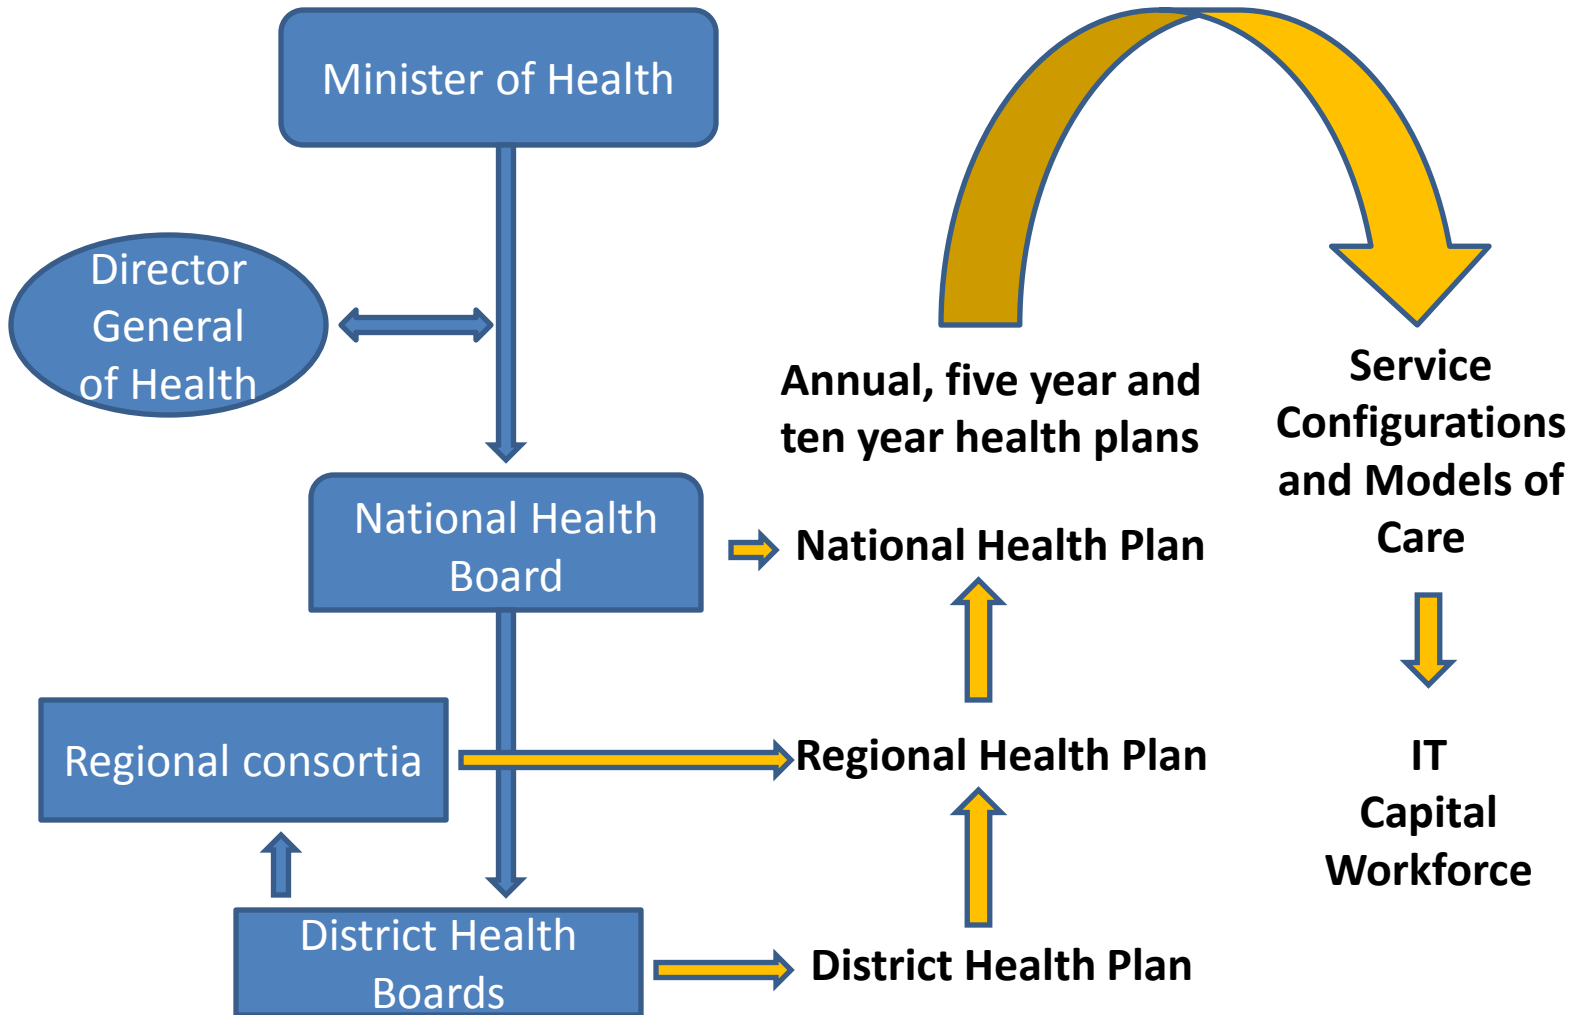 Minister of Health
Director
General
of Health
Annual, five year and
ten year health plans
Service
Configurations
and Models of
Care
National Health
Board
National Health Plan
Regional consortia
Regional Health Plan
IT
Capital
Workforce
District Health
Boards
District Health Plan